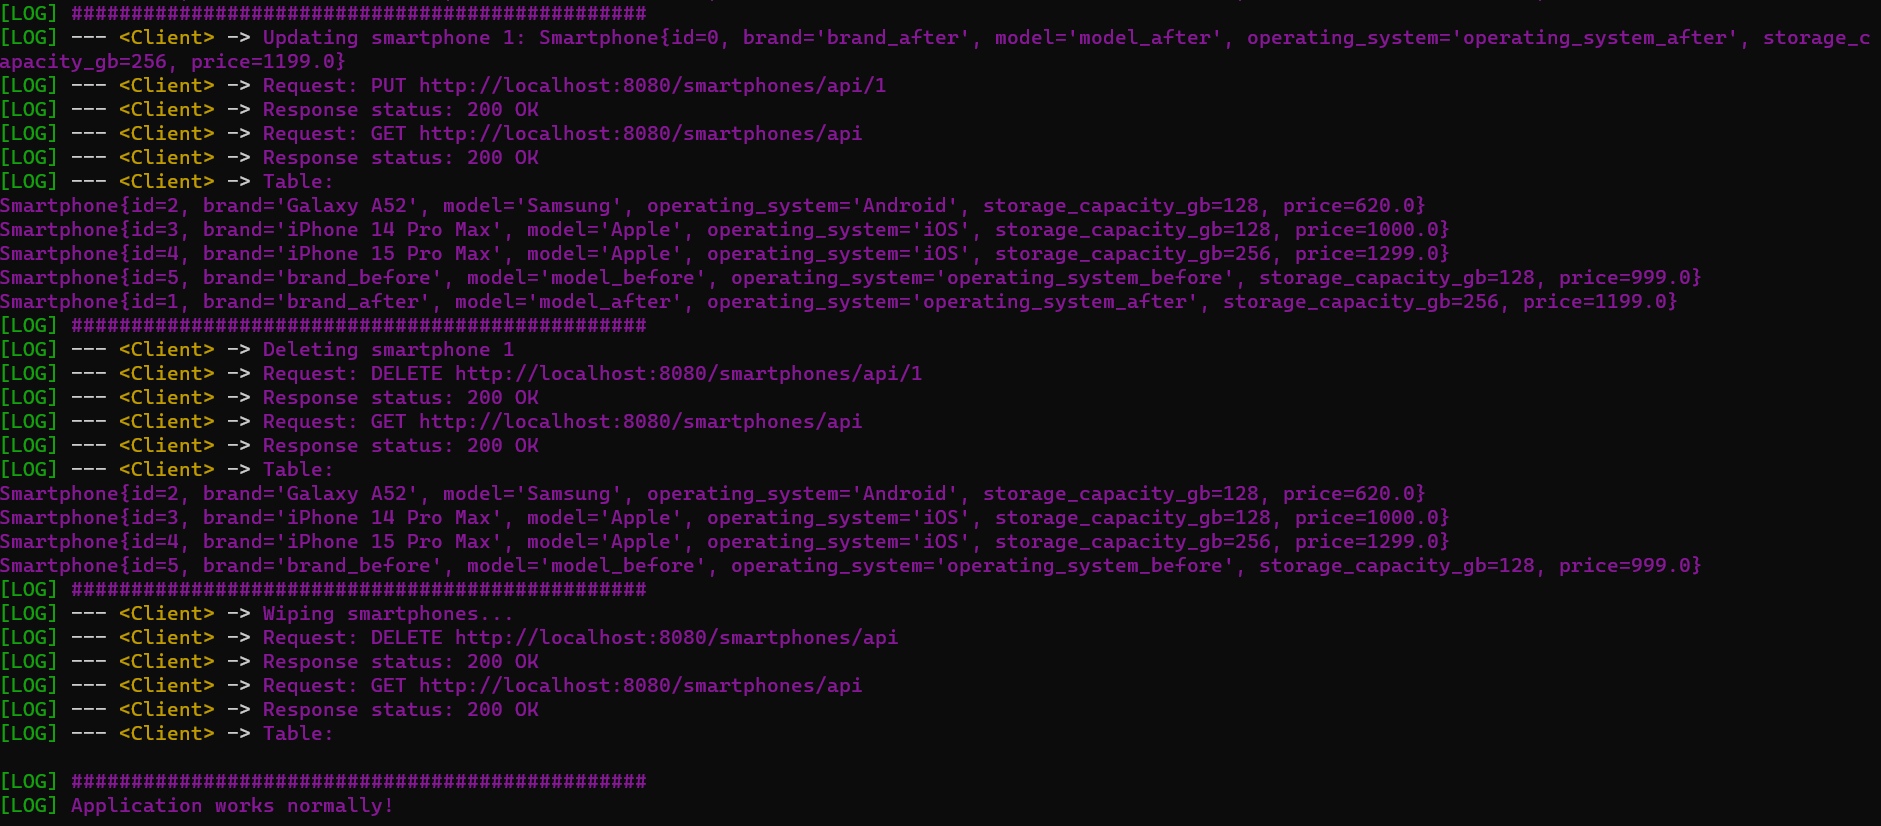 [LOG] ################################################
[LOG] --- <Client> -> Updating smartphone 1: Smartphone{id=0, brand='brand_after', model='model_after', operating_system='operating_system_after', storage_c
apacity_gb=256, price=1199.0}
[LOG] --- <Client> -> Request: PUT http://localhost:8080/smartphones/api/1
[LOG] --- <Client> -> Response status: 200 OK
[LOG] --- <Client> -> Request: GET http://localhost:8080/smartphones/api
[LOG] --- <Client> -> Response status: 200 OK
[LOG] --- <Client> -> Table:
Smartphone{id=2, brand='Galaxy A52', model='Samsung', operating_system='Android', storage_capacity_gb=128, price=620.0}
Smartphone{id=3, brand='iPhone 14 Pro Max', model='Apple', operating_system='iOS', storage_capacity_gb=128, price=1000.0}
Smartphone{id=4, brand='iPhone 15 Pro Max', model='Apple', operating_system='iOS', storage_capacity_gb=256, price=1299.0}
Smartphone{id=5, brand='brand_before', model='model_before', operating_system='operating_system_before', storage_capacity_gb=128, price=999.0}
Smartphone{id=1, brand='brand_after', model='model_after', operating_system='operating_system_after', storage_capacity_gb=256, price=1199.0}
[LOG] ################################################
[LOG] --- <Client> -> Deleting smartphone 1
[LOG] --- <Client> -> Request: DELETE http://localhost:8080/smartphones/api/1
[LOG] --- <Client> -> Response status: 200 OK
[LOG] --- <Client> -> Request: GET http://localhost:8080/smartphones/api
[LOG] --- <Client> -> Response status: 200 OK
[LOG] --- <Client> -> Table:
Smartphone{id=2, brand='Galaxy A52', model='Samsung', operating_system='Android', storage_capacity_gb=128, price=620.0}
Smartphone{id=3, brand='iPhone 14 Pro Max', model='Apple', operating_system='iOS', storage_capacity_gb=128, price=1000.0}
Smartphone{id=4, brand='iPhone 15 Pro Max', model='Apple', operating_system='iOS', storage_capacity_gb=256, price=1299.0}
Smartphone{id=5, brand='brand_before', model='model_before', operating_system='operating_system_before', storage_capacity_gb=128, price=999.0}
[LOG] ################################################
[LOG] --- <Client> -> Wiping smartphones...
[LOG] --- <Client> -> Request: DELETE http://localhost:8080/smartphones/api
[LOG] --- <Client> -> Response status: 200 OK
[LOG] --- <Client> -> Request: GET http://localhost:8080/smartphones/api
[LOG] --- <Client> -> Response status: 200 OK
[LOG] --- <Client> -> Table:
[LOG] ################################################
[LOG] Application works normally!